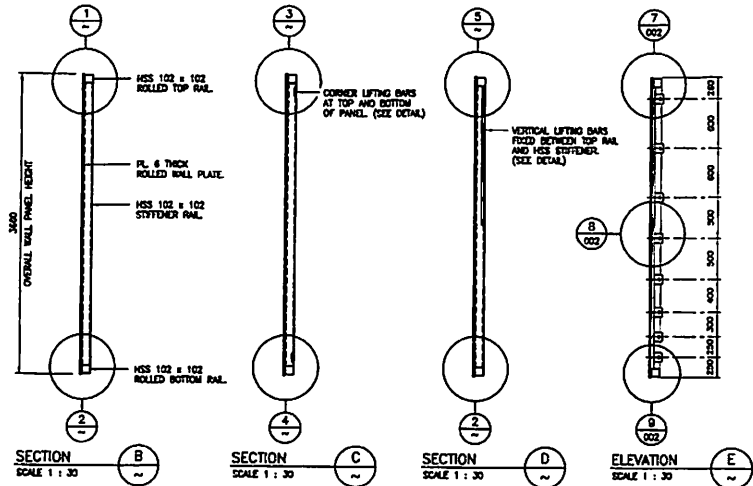 1
~
3
~
5
~
7
002
HSS 102 x 102
ROLLED TOP RAIL.
CORNER LIFTING BARS
AT TOP AND BOTTOM
OF PANEL (SEE DETAIL)
VERTICAL LIFTING BARS
FIXED BETWEEN TOP RAIL
AND HSS STIFFENER.
(SEE DETAIL)
PL. 6 THICK
ROLLED WALL PLATE.
HSS 102 x 102
STIFFENER RAIL.
3660
OVERALL WALL PANEL HEIGHT
8
002
600
600
500
500
400
300
HSS 102 x 102
ROLLED BOTTOM RAIL.
2
~
4
~
2
~
9
002
SECTION
SCALE 1 : 30
B
~
SECTION
SCALE 1 : 30
C
~
SECTION
SCALE 1 : 30
D
~
ELEVATION
SCALE 1 : 30
E
~